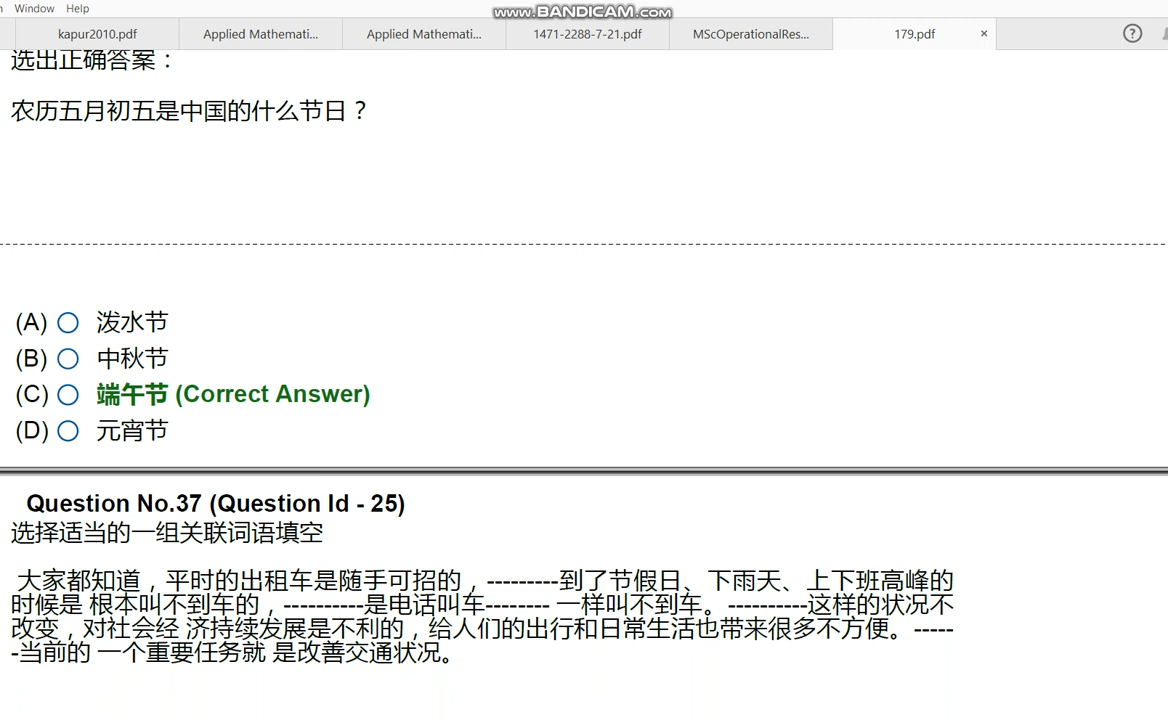 Window Help
www.BANDICAM.com
kapur2010.pdf
Applied Mathemati...
Applied Mathemati...
1471-2288-7-21.pdf
MScOperationalRes...
179.pdf ×
?
选出正确答案：
农历五月初五是中国的什么节日？
(A) 泼水节
(B) 中秋节
(C) 端午节 (Correct Answer)
(D) 元宵节
Question No.37 (Question Id - 25)
选择适当的一组关联词语填空
大家都知道，平时的出租车是随手可招的，---------到了节假日、下雨天、上下班高峰的
时候是 根本叫不到车的，----------是电话叫车-------- 一样叫不到车。----------这样的状况不
改变，对社会经 济持续发展是不利的，给人们的出行和日常生活也带来很多不方便。-----
-当前的 一个重要任务就 是改善交通状况。